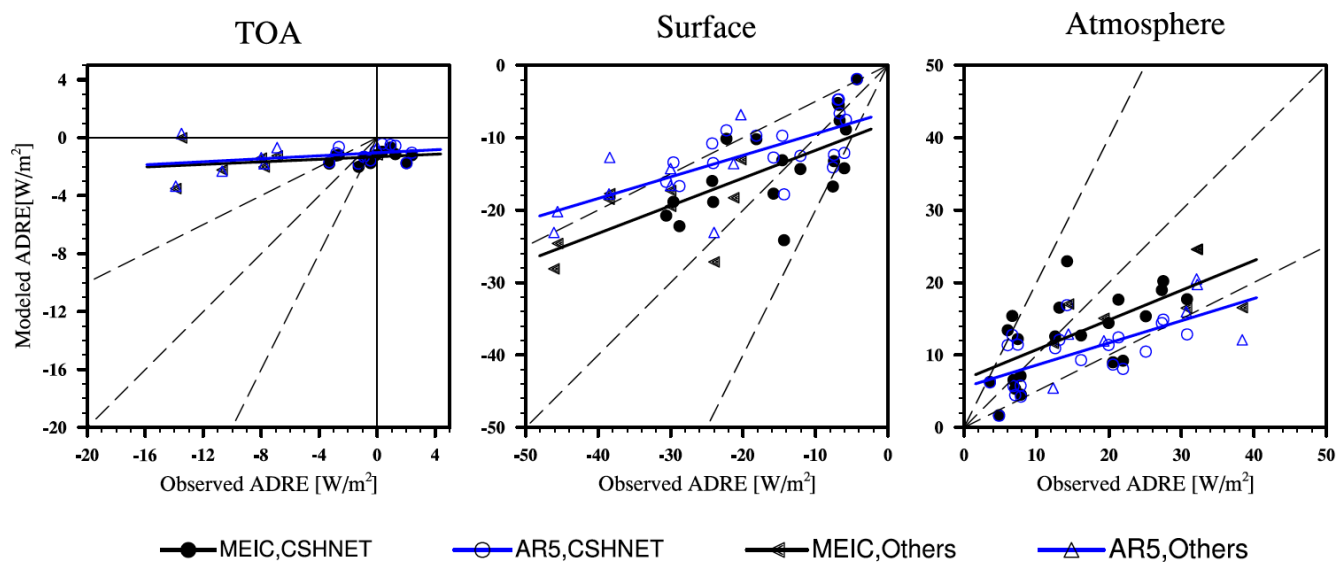 TOA Surface Atmosphere
Modeled ADRE[W/m²]
4
0
-4
-8
-12
-16
-20
-20 -16 -12 -8 -4 0 4
Observed ADRE [W/m²]
0
-10
-20
-30
-40
-50
-50 -40 -30 -20 -10 0
Observed ADRE [W/m²]
50
40
30
20
10
0
0 10 20 30 40 50
Observed ADRE [W/m²]
MEIC,CSHNET AR5,CSHNET MEIC,Others AR5,Others